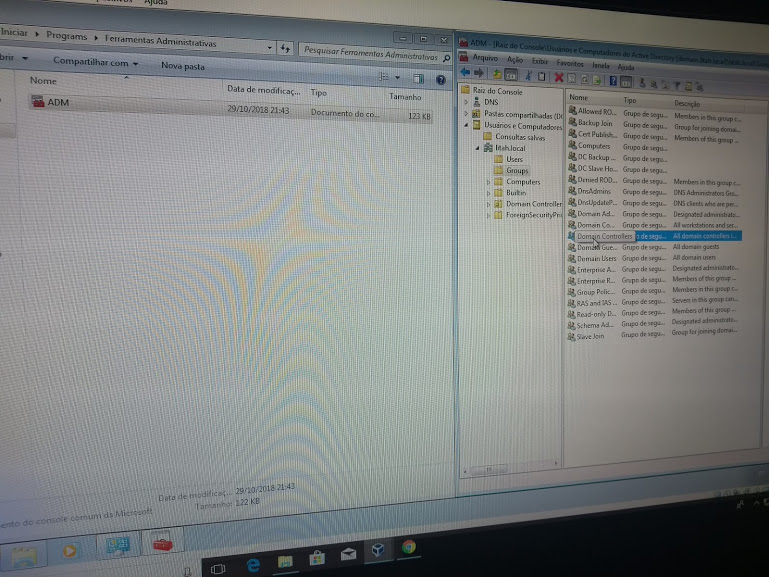 Ajuda
Iniciar ▸ Programs ▸ Ferramentas Administrativas
Pesquisar Ferramentas Administrativas
Compartilhar com
Nova pasta
Nome
Data de modificaç...
Tipo
Tamanho
ADM
29/10/2018 21:43
Documento do co...
123 KB
Data de modificaç... 29/10/2018 21:43
ento do console comum da Microsoft
Tamanho: 122 KB
ADM - [Raiz do Console\Usuários e Computadores do Active Directory
Arquivo Ação Exibir Favoritos Janela Ajuda
Raiz do Console
DNS
Pastas compartilhadas
Usuários e Computadores
Consultas salvas
Users
Groups
Computers
Builtin
Domain Controller
ForeignSecurityPri
Nome Tipo Descrição
Allowed RO... Grupo de segu... Members in this group c...
Backup Join Grupo de segu... Group for joining domai...
Cert Publish... Grupo de segu... Members of this group ...
Computers Grupo de segu...
DC Backup ... Grupo de segu...
DC Slave Ho... Grupo de segu...
Denied ROD... Grupo de segu... Members in this group c...
DnsAdmins Grupo de segu... DNS Administrators Gro...
DnsUpdateP... Grupo de segu... DNS clients who are per...
Domain Ad... Grupo de segu... Designated administrato...
Domain Co... Grupo de segu... All workstations and ser...
Domain Controllers o de segu... All domain controllers i...
Domain Gue... Grupo de segu... All domain guests
Domain Users Grupo de segu... All domain users
Enterprise A... Grupo de segu... Designated administrato...
Enterprise R... Grupo de segu... Members of this group ...
Group Polic... Grupo de segu... Members in this group c...
RAS and IAS ... Grupo de segu... Servers in this group can...
Read-only D... Grupo de segu... Members of this group ...
Schema Ad... Grupo de segu... Designated administrato...
Slave Join Grupo de segu... Group for joining domai...